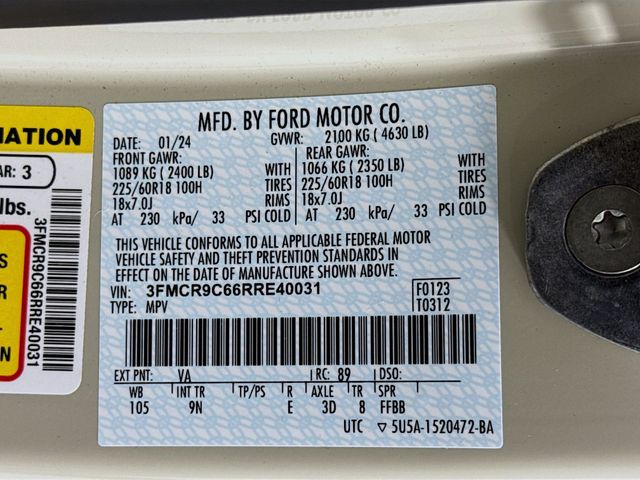 MFD. BY FORD MOTOR CO.
DATE: 01/24 GVWR: 2100 KG ( 4630 LB)
FRONT GAWR: REAR GAWR:
1089 KG ( 2400 LB) WITH 1066 KG ( 2350 LB) WITH
225/60R18 100H TIRES 225/60R18 100H TIRES
18x7.0J RIMS 18x7.0J RIMS
AT 230 kPa/ 33 PSI COLD AT 230 kPa/ 33 PSI COLD
THIS VEHICLE CONFORMS TO ALL APPLICABLE FEDERAL MOTOR
VEHICLE SAFETY AND THEFT PREVENTION STANDARDS IN
EFFECT ON THE DATE OF MANUFACTURE SHOWN ABOVE.
VIN: 3FMCR9C66RRE40031 F0123
TYPE: MPV T0312
EXT PNT: VA RC: 89 DSO:
WB INT TR TP/PS R AXLE TR SPR
105 9N E 3D 8 FFBB
UTC ▽ 5U5A-1520472-BA
AR: 3
lbs.
3FMCR9C66RRE40031